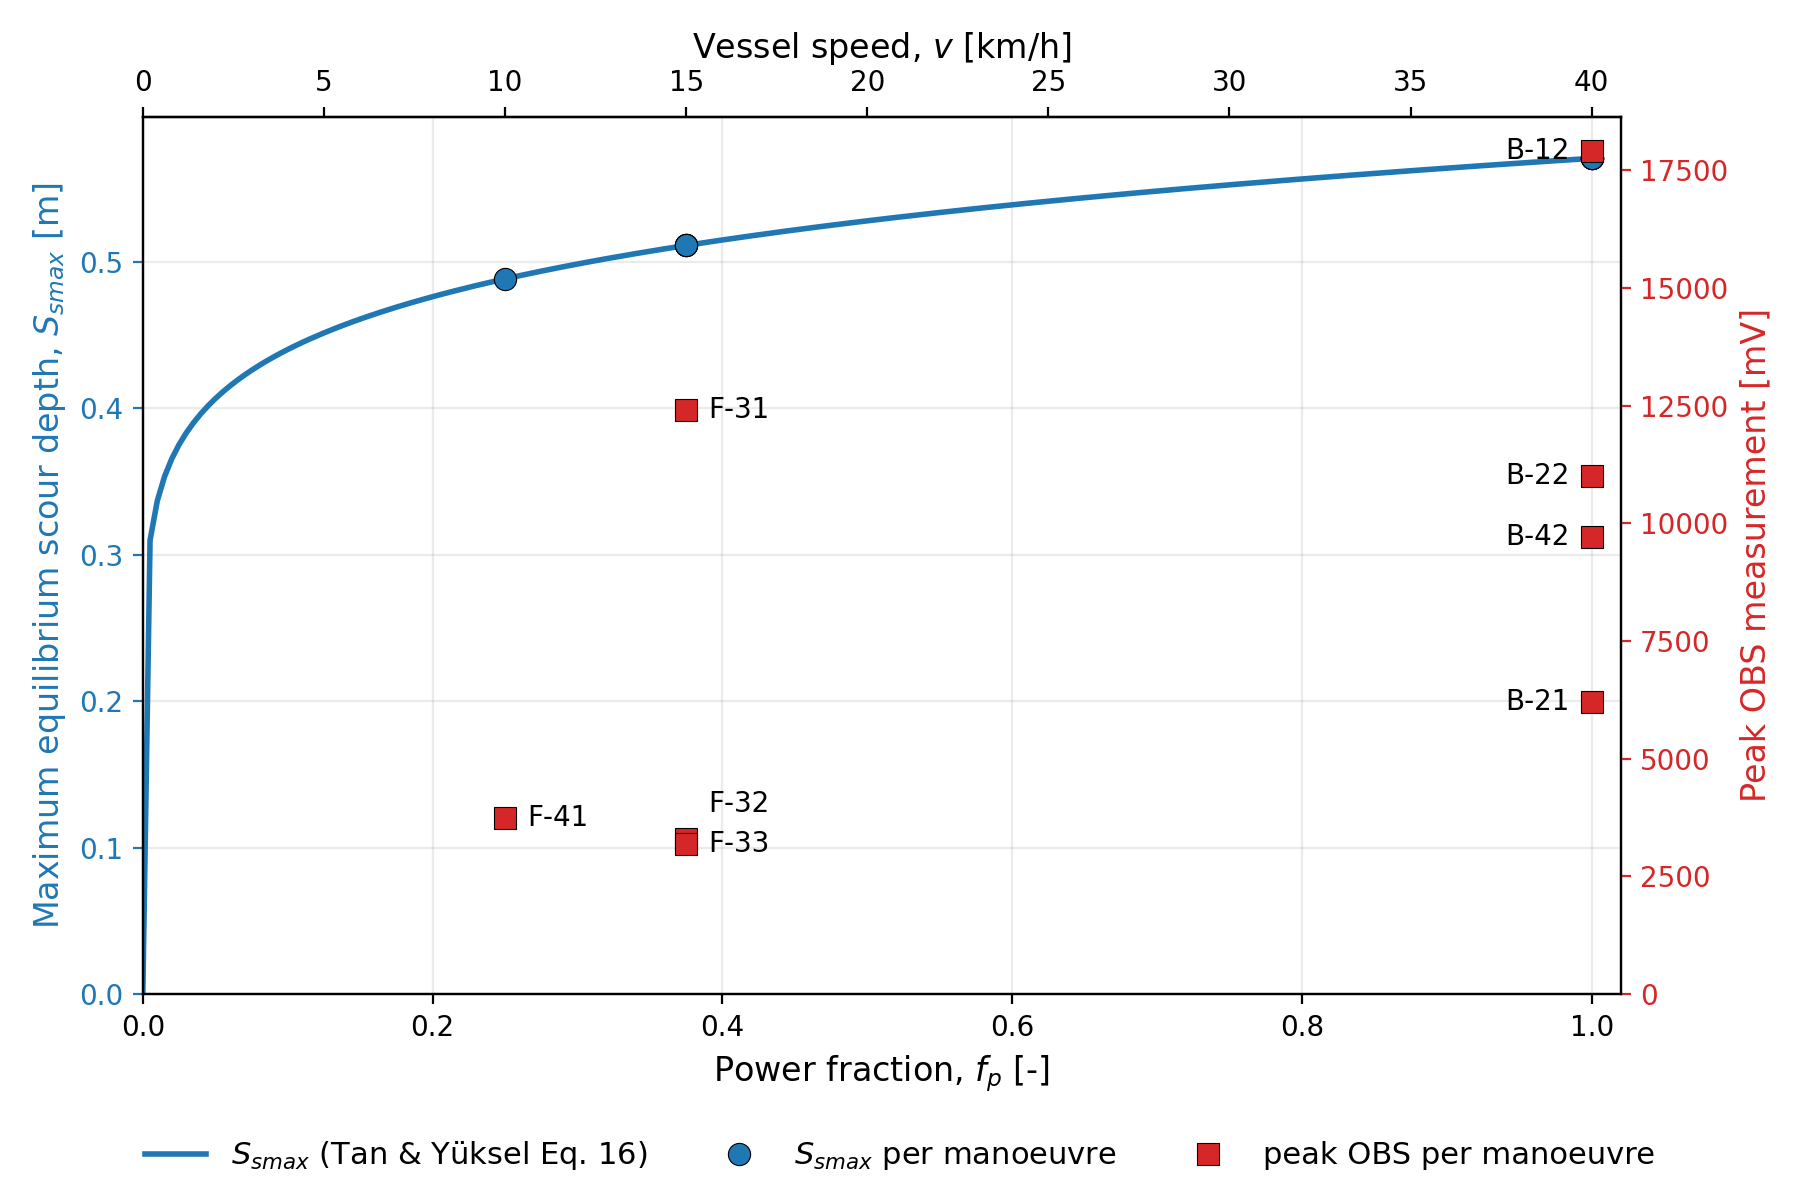 Vessel speed, v [km/h]
0 5 10 15 20 25 30 35 40
Maximum equilibrium scour depth, Ssmax [m]
0.5
0.4
0.3
0.2
0.1
0.0
B-12
F-31
B-22
B-42
B-21
F-41
F-32
F-33
17500
15000
12500
10000
7500
5000
2500
0
Peak OBS measurement [mV]
0.0 0.2 0.4 0.6 0.8 1.0
Power fraction, fp [-]
Ssmax (Tan & Yüksel Eq. 16) Ssmax per manoeuvre peak OBS per manoeuvre